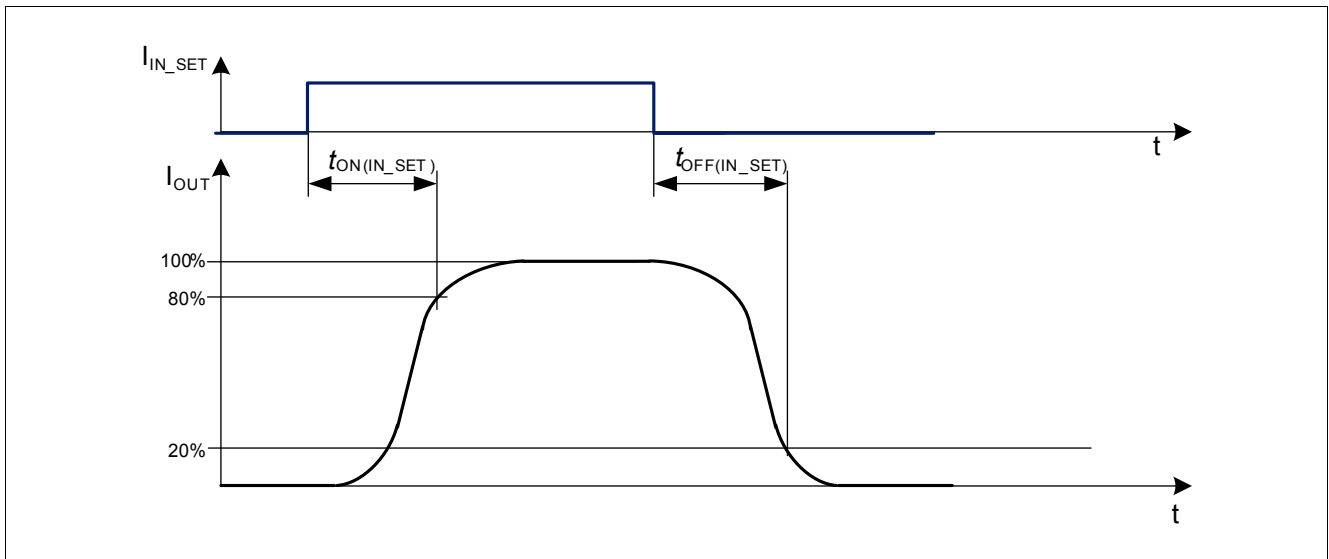 I_IN_SET
t
t_ON(IN_SET)
t_OFF(IN_SET)
I_OUT
100%
80%
20%
t